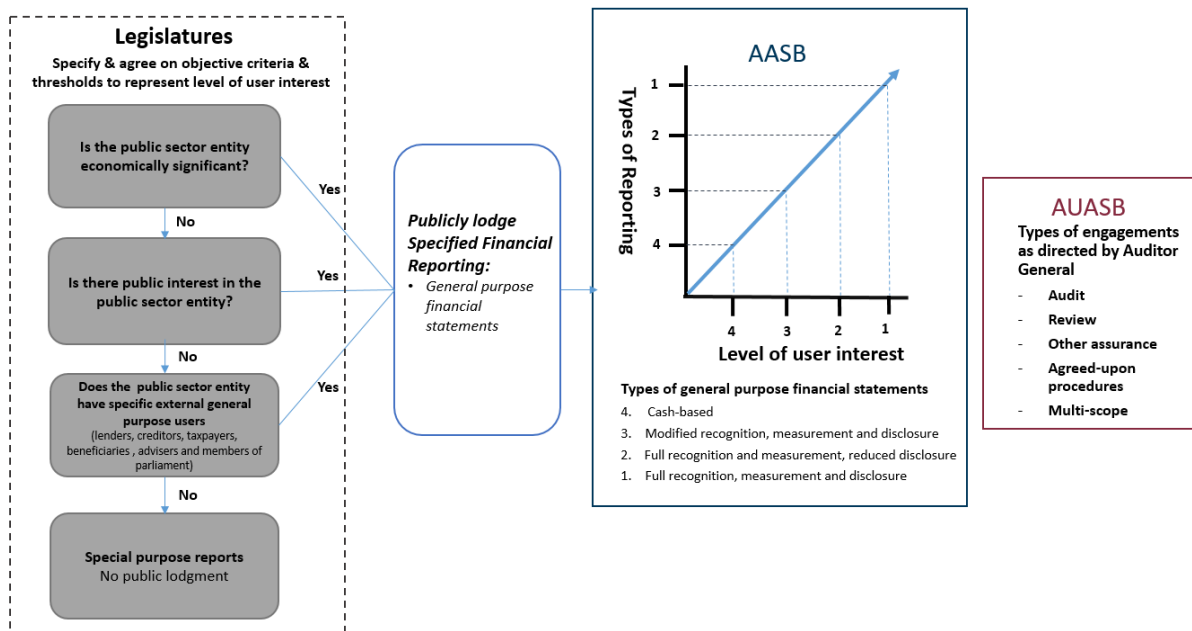 Legislatures
Specify & agree on objective criteria &
thresholds to represent level of user interest
Is the public sector entity
economically significant?
Yes
No
Is there public interest in the
public sector entity?
Yes
No
Does the public sector entity
have specific external general
purpose users
(lenders, creditors, taxpayers,
beneficiaries , advisers and members of
parliament)
Yes
No
Special purpose reports
No public lodgment
Publicly lodge
Specified Financial
Reporting:
• General purpose
financial
statements
AASB
Types of Reporting
1
2
3
4
4 3 2 1
Level of user interest
Types of general purpose financial statements
4. Cash-based
3. Modified recognition, measurement and disclosure
2. Full recognition and measurement, reduced disclosure
1. Full recognition, measurement and disclosure
AUASB
Types of engagements
as directed by Auditor
General
- Audit
- Review
- Other assurance
- Agreed-upon
procedures
- Multi-scope